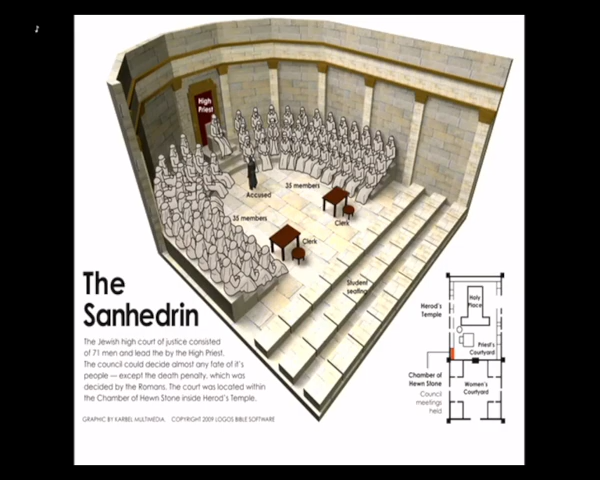 ♪
High
Priest
Accused
35 members
35 members
Clerk
Clerk
Student
seating
The
Sanhedrin
The Jewish high court of justice consisted
of 71 men and lead the by the High Priest.
The council could decide almost any fate of it's
people — except the death penalty, which was
decided by the Romans. The court was located within
the Chamber of Hewn Stone inside Herod's Temple.
GRAPHIC BY KARBEL MULTIMEDIA COPYRIGHT 2009 LOGOS BIBLE SOFTWARE
Herod's
Temple
Holy
Place
Priest's
Courtyard
Chamber of
Hewn Stone
Council
meetings
held
Women's
Courtyard